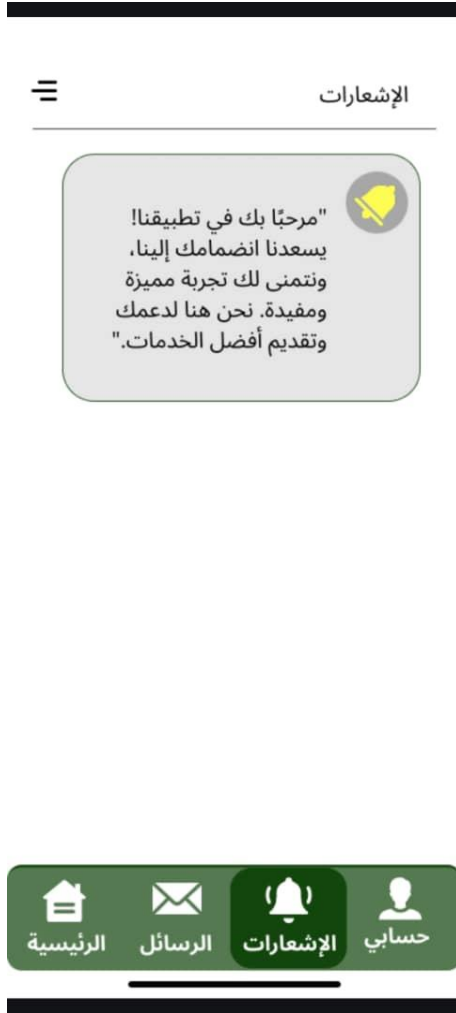 الإشعارات
"مرحبًا بك في تطبيقنا!
يسعدنا انضمامك إلينا،
ونتمنى لك تجربة مميزة
ومفيدة. نحن هنا لدعمك
وتقديم أفضل الخدمات."
حسابي
الإشعارات
الرسائل
الرئيسية